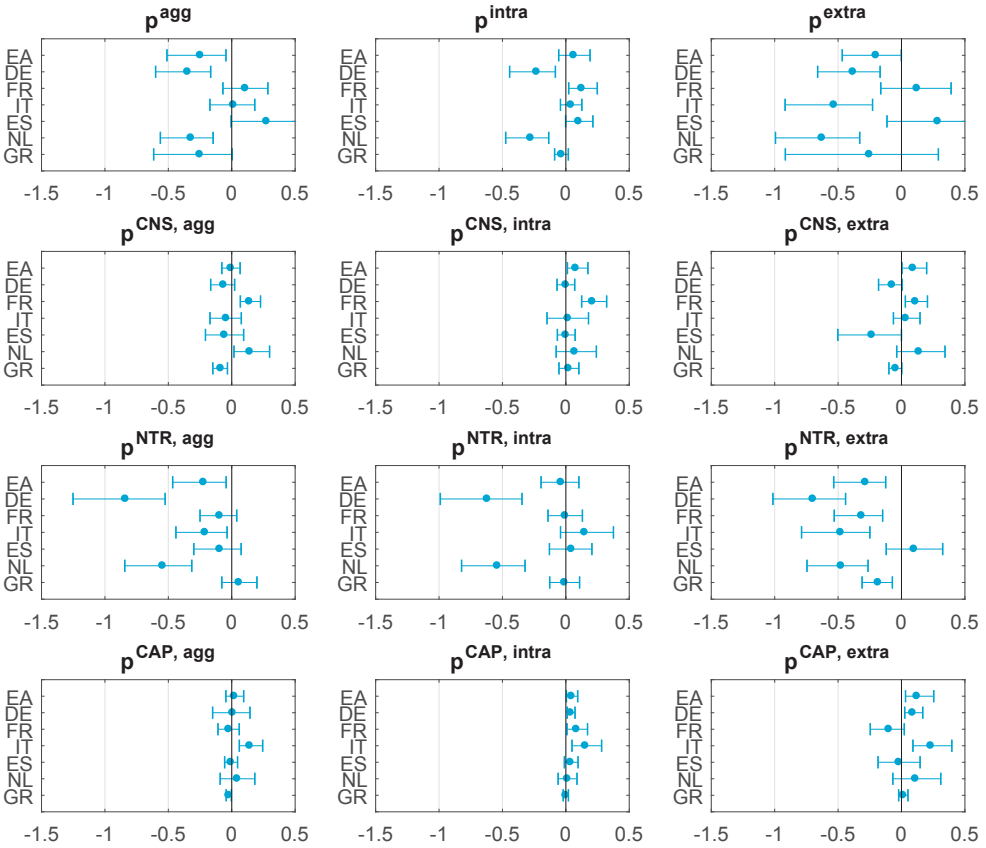 p^agg p^intra p^extra
EA EA EA
DE DE DE
FR FR FR
IT IT IT
ES ES ES
NL NL NL
GR GR GR
-1.5 -1 -0.5 0 0.5 -1.5 -1 -0.5 0 0.5 -1.5 -1 -0.5 0 0.5
p^CNS, agg p^CNS, intra p^CNS, extra
EA EA EA
DE DE DE
FR FR FR
IT IT IT
ES ES ES
NL NL NL
GR GR GR
-1.5 -1 -0.5 0 0.5 -1.5 -1 -0.5 0 0.5 -1.5 -1 -0.5 0 0.5
p^NTR, agg p^NTR, intra p^NTR, extra
EA EA EA
DE DE DE
FR FR FR
IT IT IT
ES ES ES
NL NL NL
GR GR GR
-1.5 -1 -0.5 0 0.5 -1.5 -1 -0.5 0 0.5 -1.5 -1 -0.5 0 0.5
p^CAP, agg p^CAP, intra p^CAP, extra
EA EA EA
DE DE DE
FR FR FR
IT IT IT
ES ES ES
NL NL NL
GR GR GR
-1.5 -1 -0.5 0 0.5 -1.5 -1 -0.5 0 0.5 -1.5 -1 -0.5 0 0.5